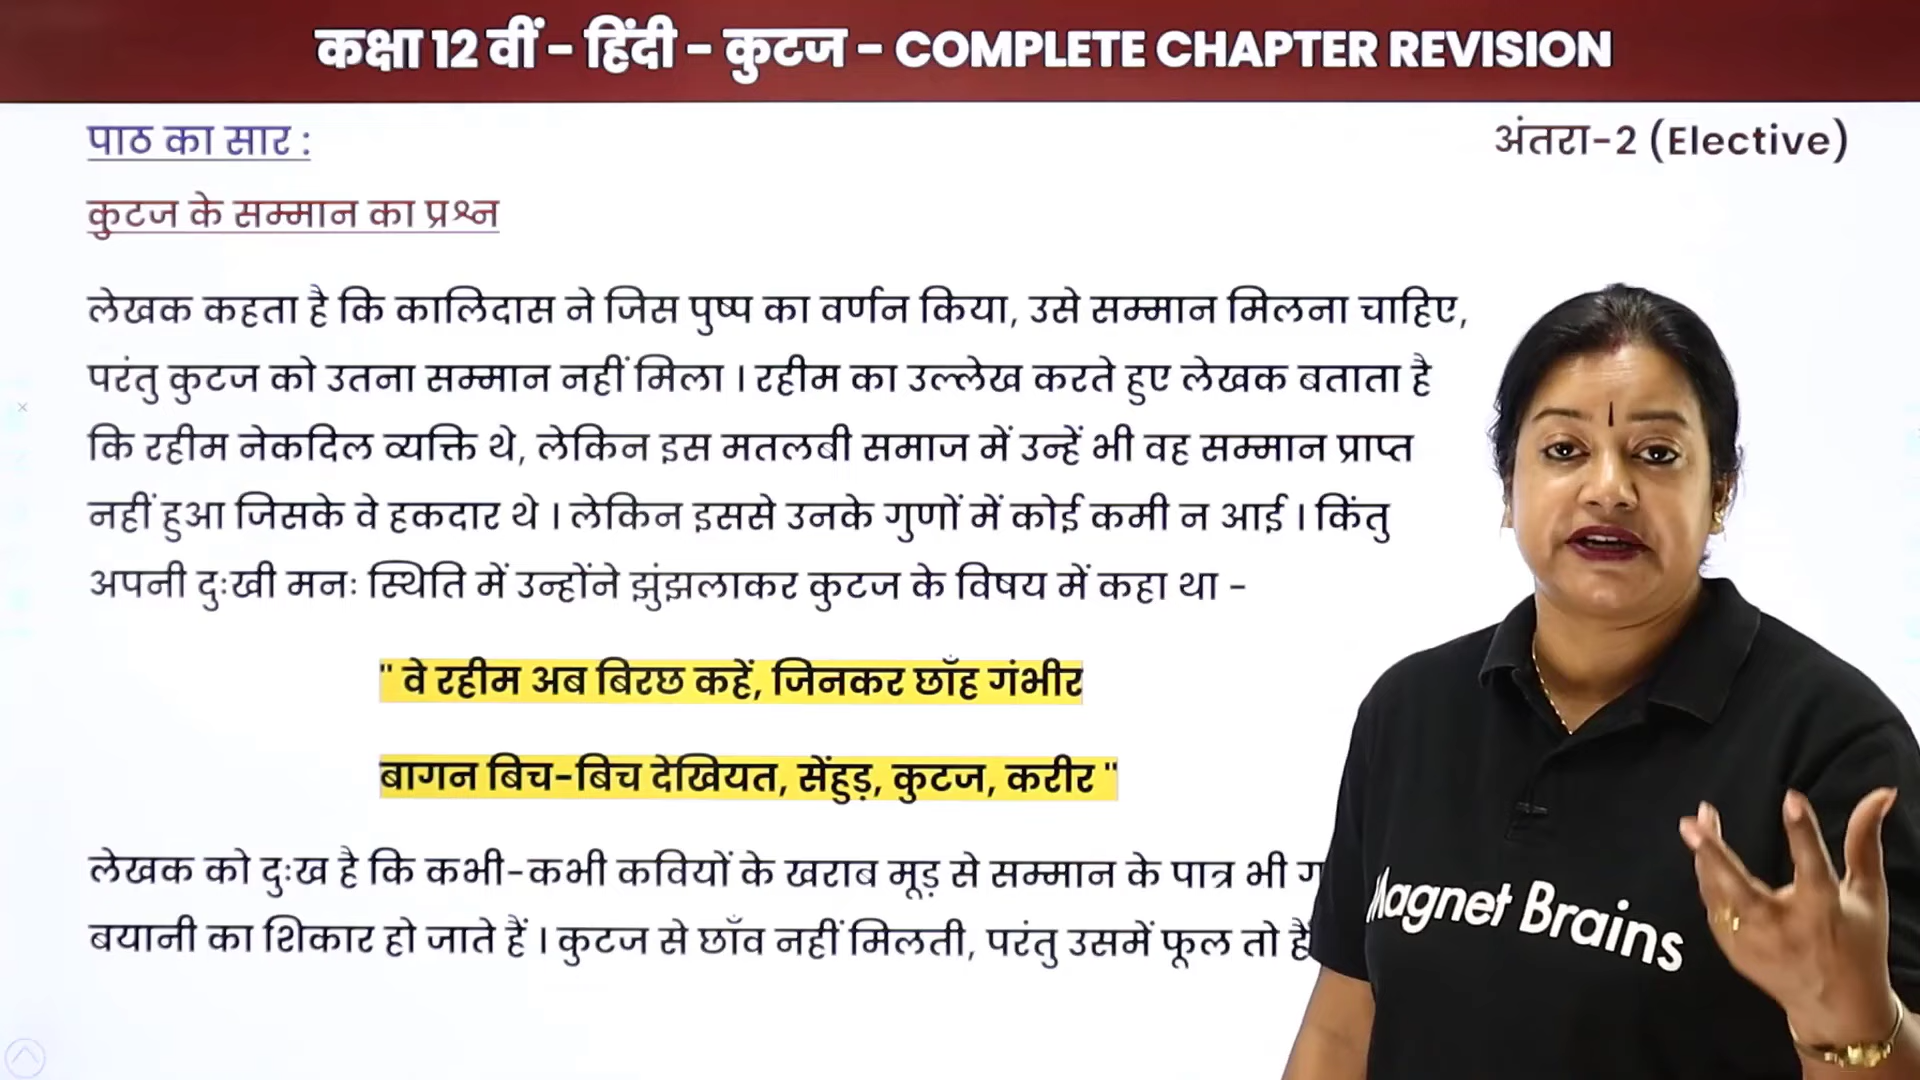 कक्षा 12 वीं - हिंदी - कुटज - COMPLETE CHAPTER REVISION
पाठ का सार :
अंतरा-2 (Elective)
कुटज के सम्मान का प्रश्न
लेखक कहता है कि कालिदास ने जिस पुष्प का वर्णन किया, उसे सम्मान मिलना चाहिए,
परंतु कुटज को उतना सम्मान नहीं मिला । रहीम का उल्लेख करते हुए लेखक बताता है
कि रहीम नेकदिल व्यक्ति थे, लेकिन इस मतलबी समाज में उन्हें भी वह सम्मान प्राप्त
नहीं हुआ जिसके वे हकदार थे । लेकिन इससे उनके गुणों में कोई कमी न आई । किंतु
अपनी दुःखी मनः स्थिति में उन्होंने झुंझलाकर कुटज के विषय में कहा था -
" वे रहीम अब बिरछ कहें, जिनकर छाँह गंभीर
बागन बिच-बिच देखियत, सेंहुड़, कुटज, करीर "
लेखक को दुःख है कि कभी-कभी कवियों के खराब मूड़ से सम्मान के पात्र भी
बयानी का शिकार हो जाते हैं । कुटज से छाँव नहीं मिलती, परंतु उसमें फूल तो हैं
Magnet Brains